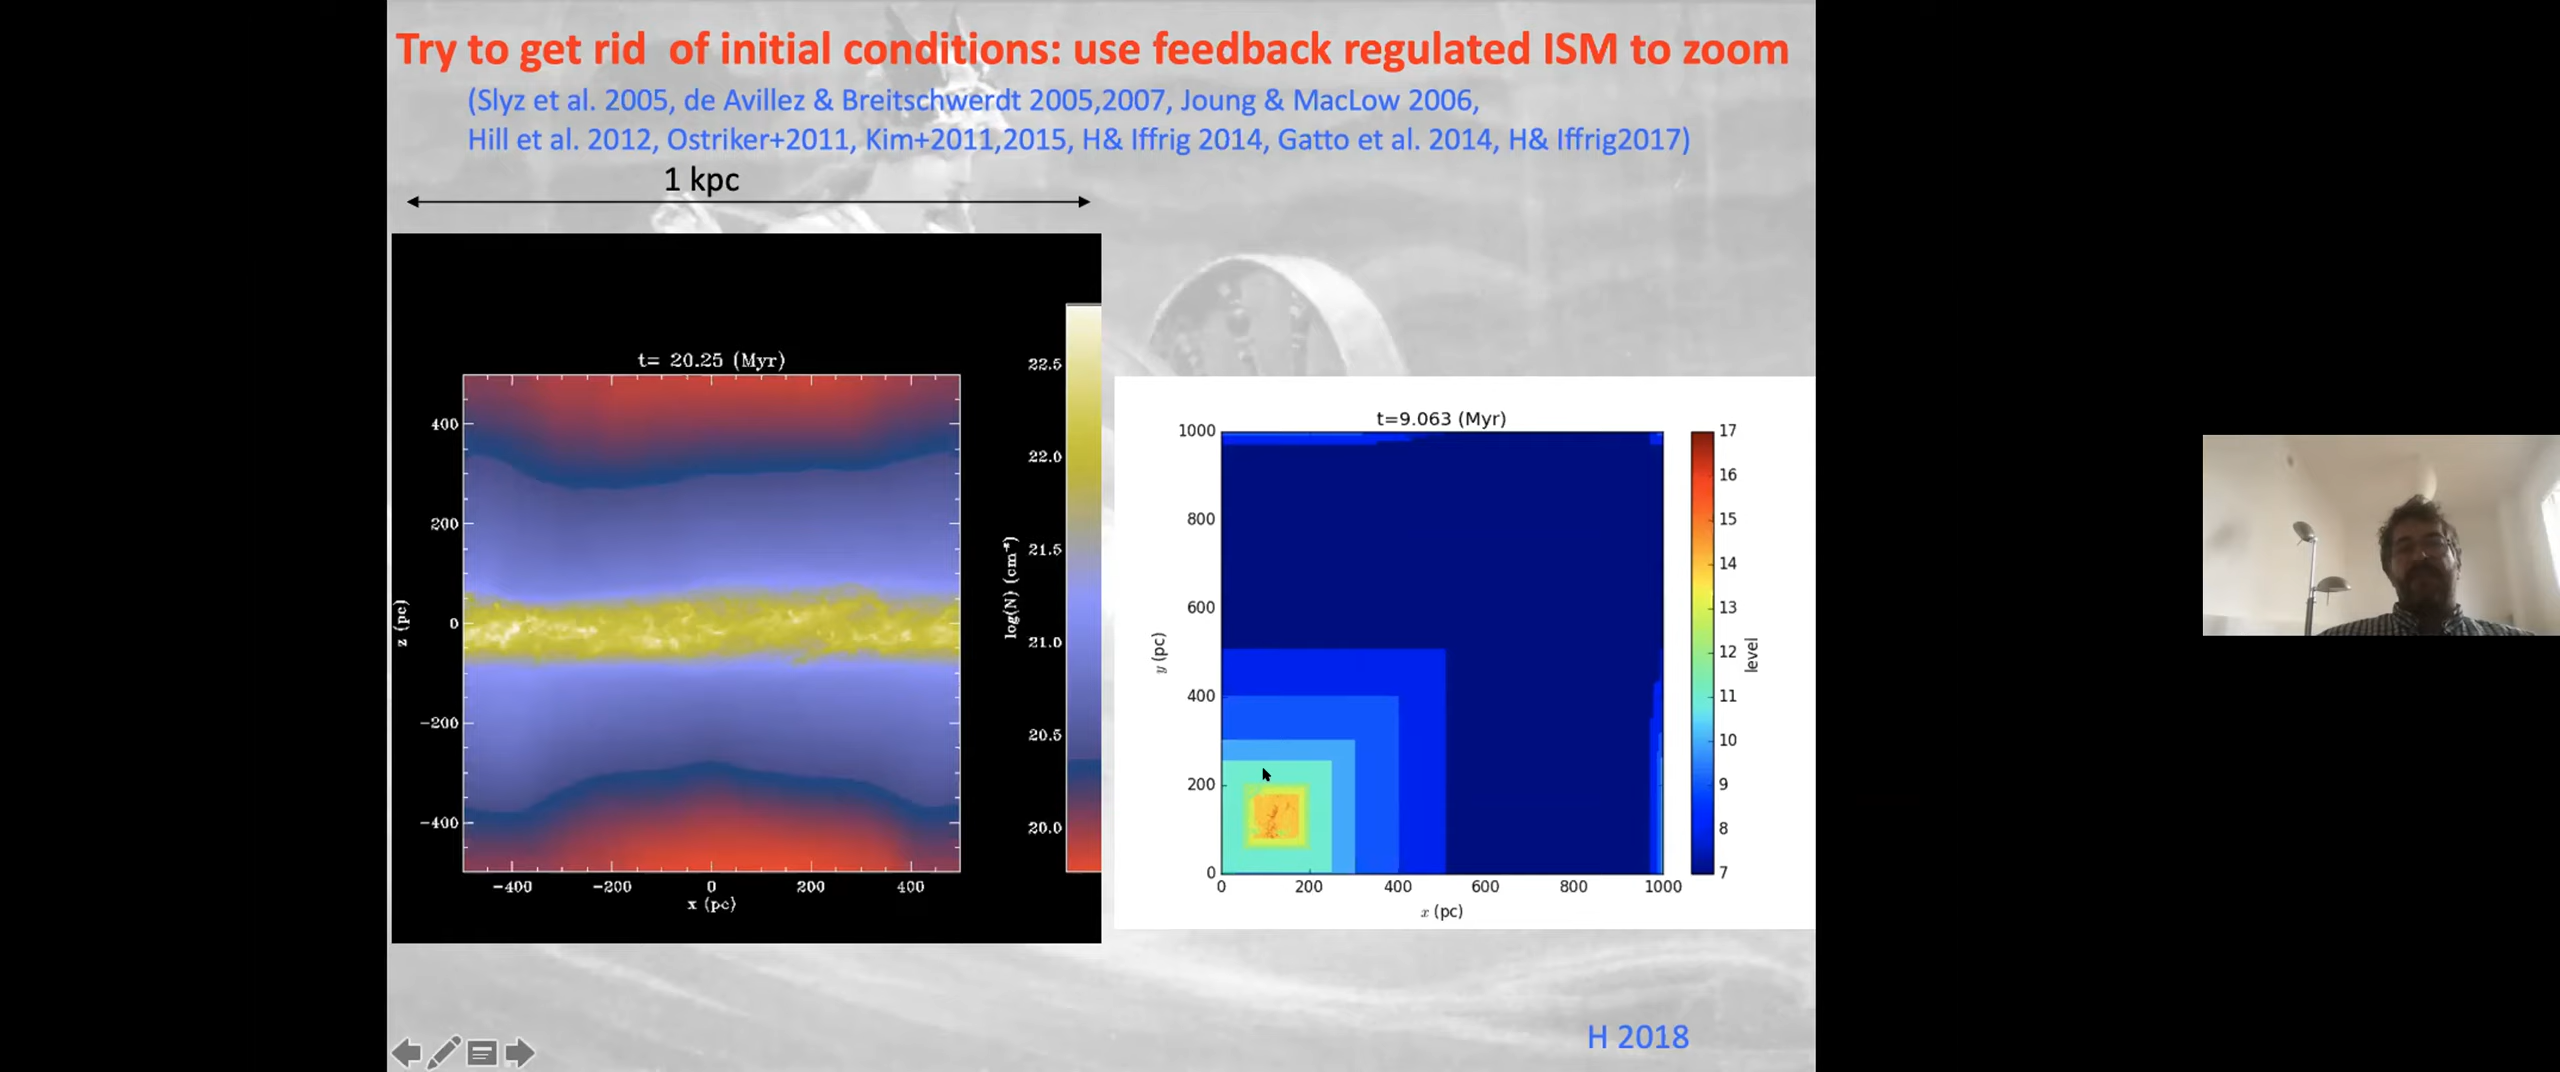 Try to get rid  of initial conditions: use feedback regulated ISM to zoom
(Slyz et al. 2005, de Avillez & Breitschwerdt 2005,2007, Joung & MacLow 2006,
Hill et al. 2012, Ostriker+2011, Kim+2011,2015, H& Iffrig 2014, Gatto et al. 2014, H& Iffrig2017)
1 kpc
t= 20.25 (Myr)
400
200
0
−200
−400
z (pc)
−400 −200 0 200 400
x (pc)
22.5
22.0
21.5
21.0
20.5
20.0
log(N) (cm⁻²)
t=9.063 (Myr)
1000
800
600
400
200
0
y (pc)
0 200 400 600 800 1000
x (pc)
17
16
15
14
13
12
11
10
9
8
7
level
H 2018